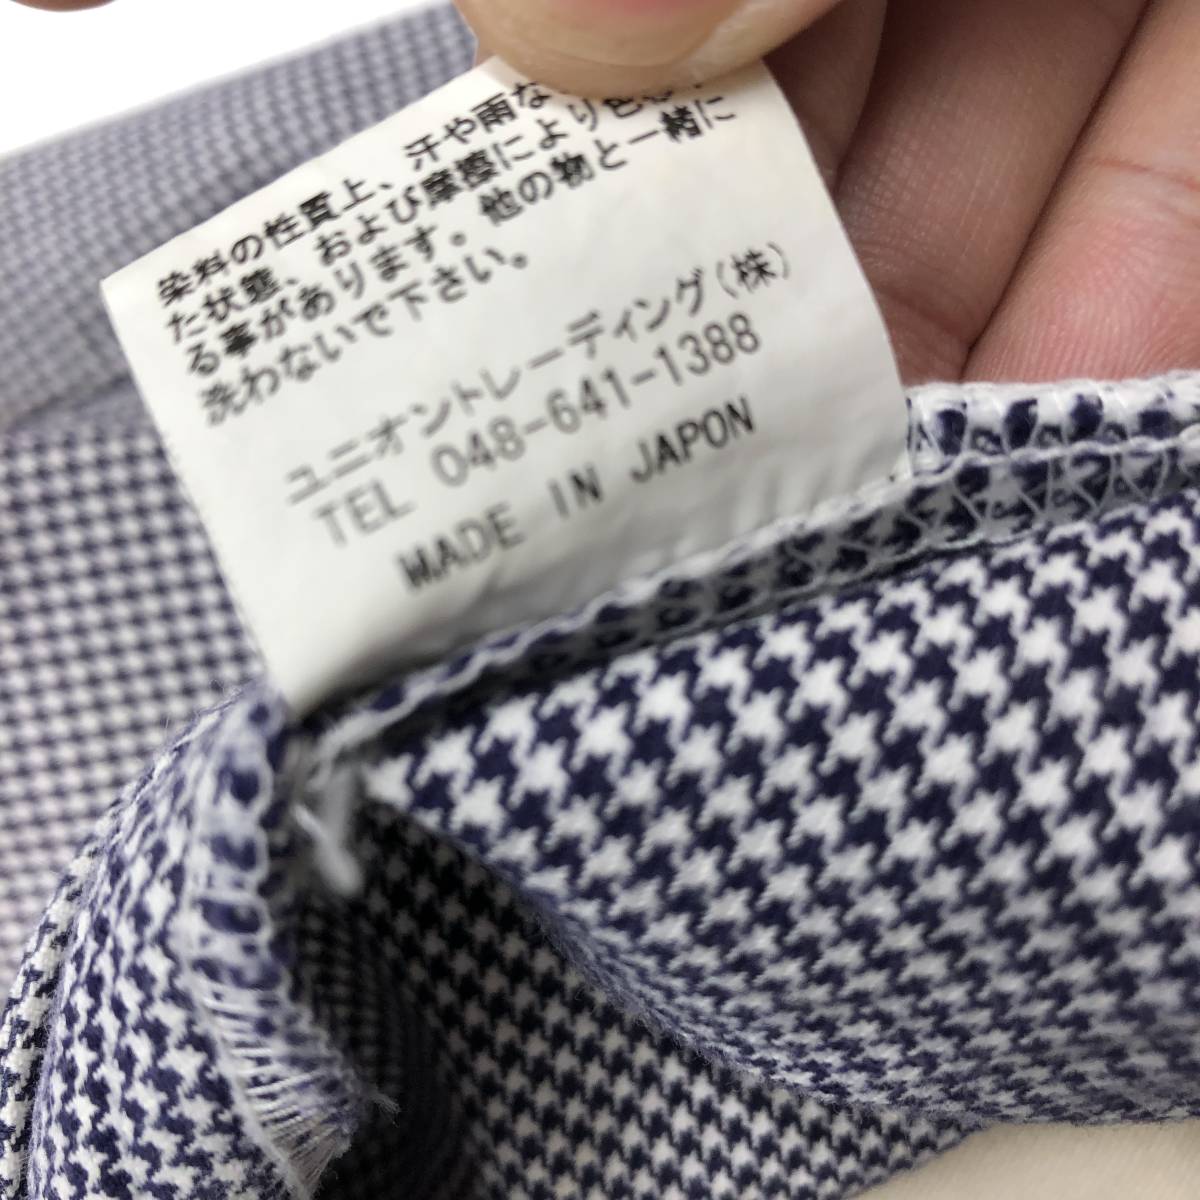 染料の性質上、汗や雨な
た状態、および摩擦により色
る事があります。他の物と一緒に
洗わないで下さい。
ユニオントレーディング(株)
TEL 048-641-1388
MADE IN JAPON